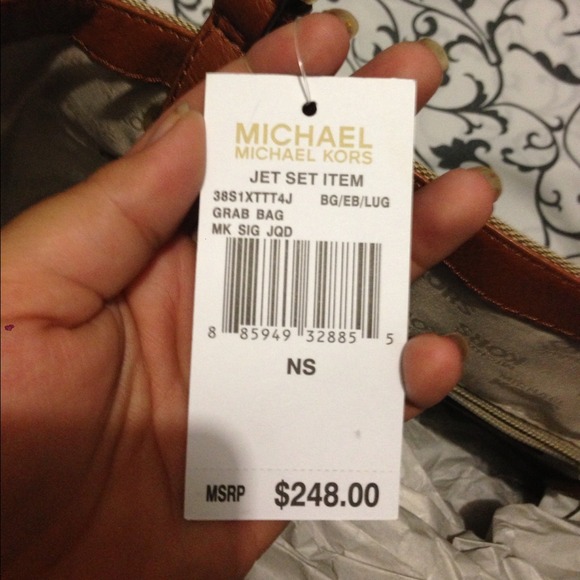 MICHAEL
MICHAEL KORS
JET SET ITEM
38S1XTTT4J BG/EB/LUG
GRAB BAG
MK SIG JQD
8 85949 32885 5
NS
MSRP $248.00
KORS